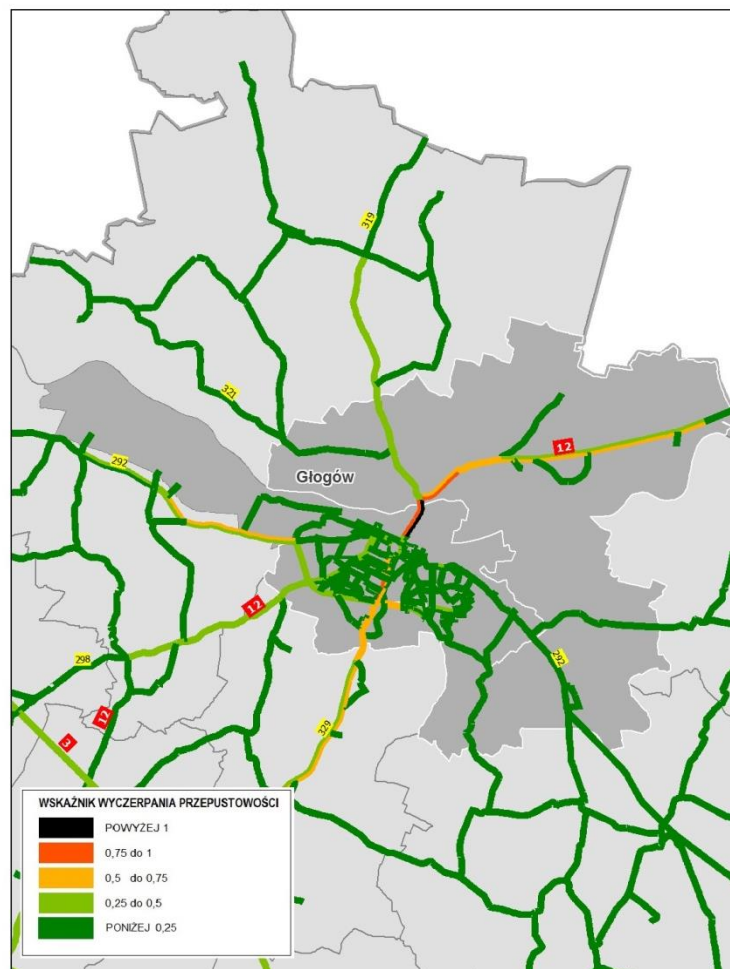 319
321
12
292
Głogów
12
298
292
12
329
3
WSKAŹNIK WYCZERPANIA PRZEPUSTOWOŚCI
POWYŻEJ 1
0,75 do 1
0,5 do 0,75
0,25 do 0,5
PONIŻEJ 0,25